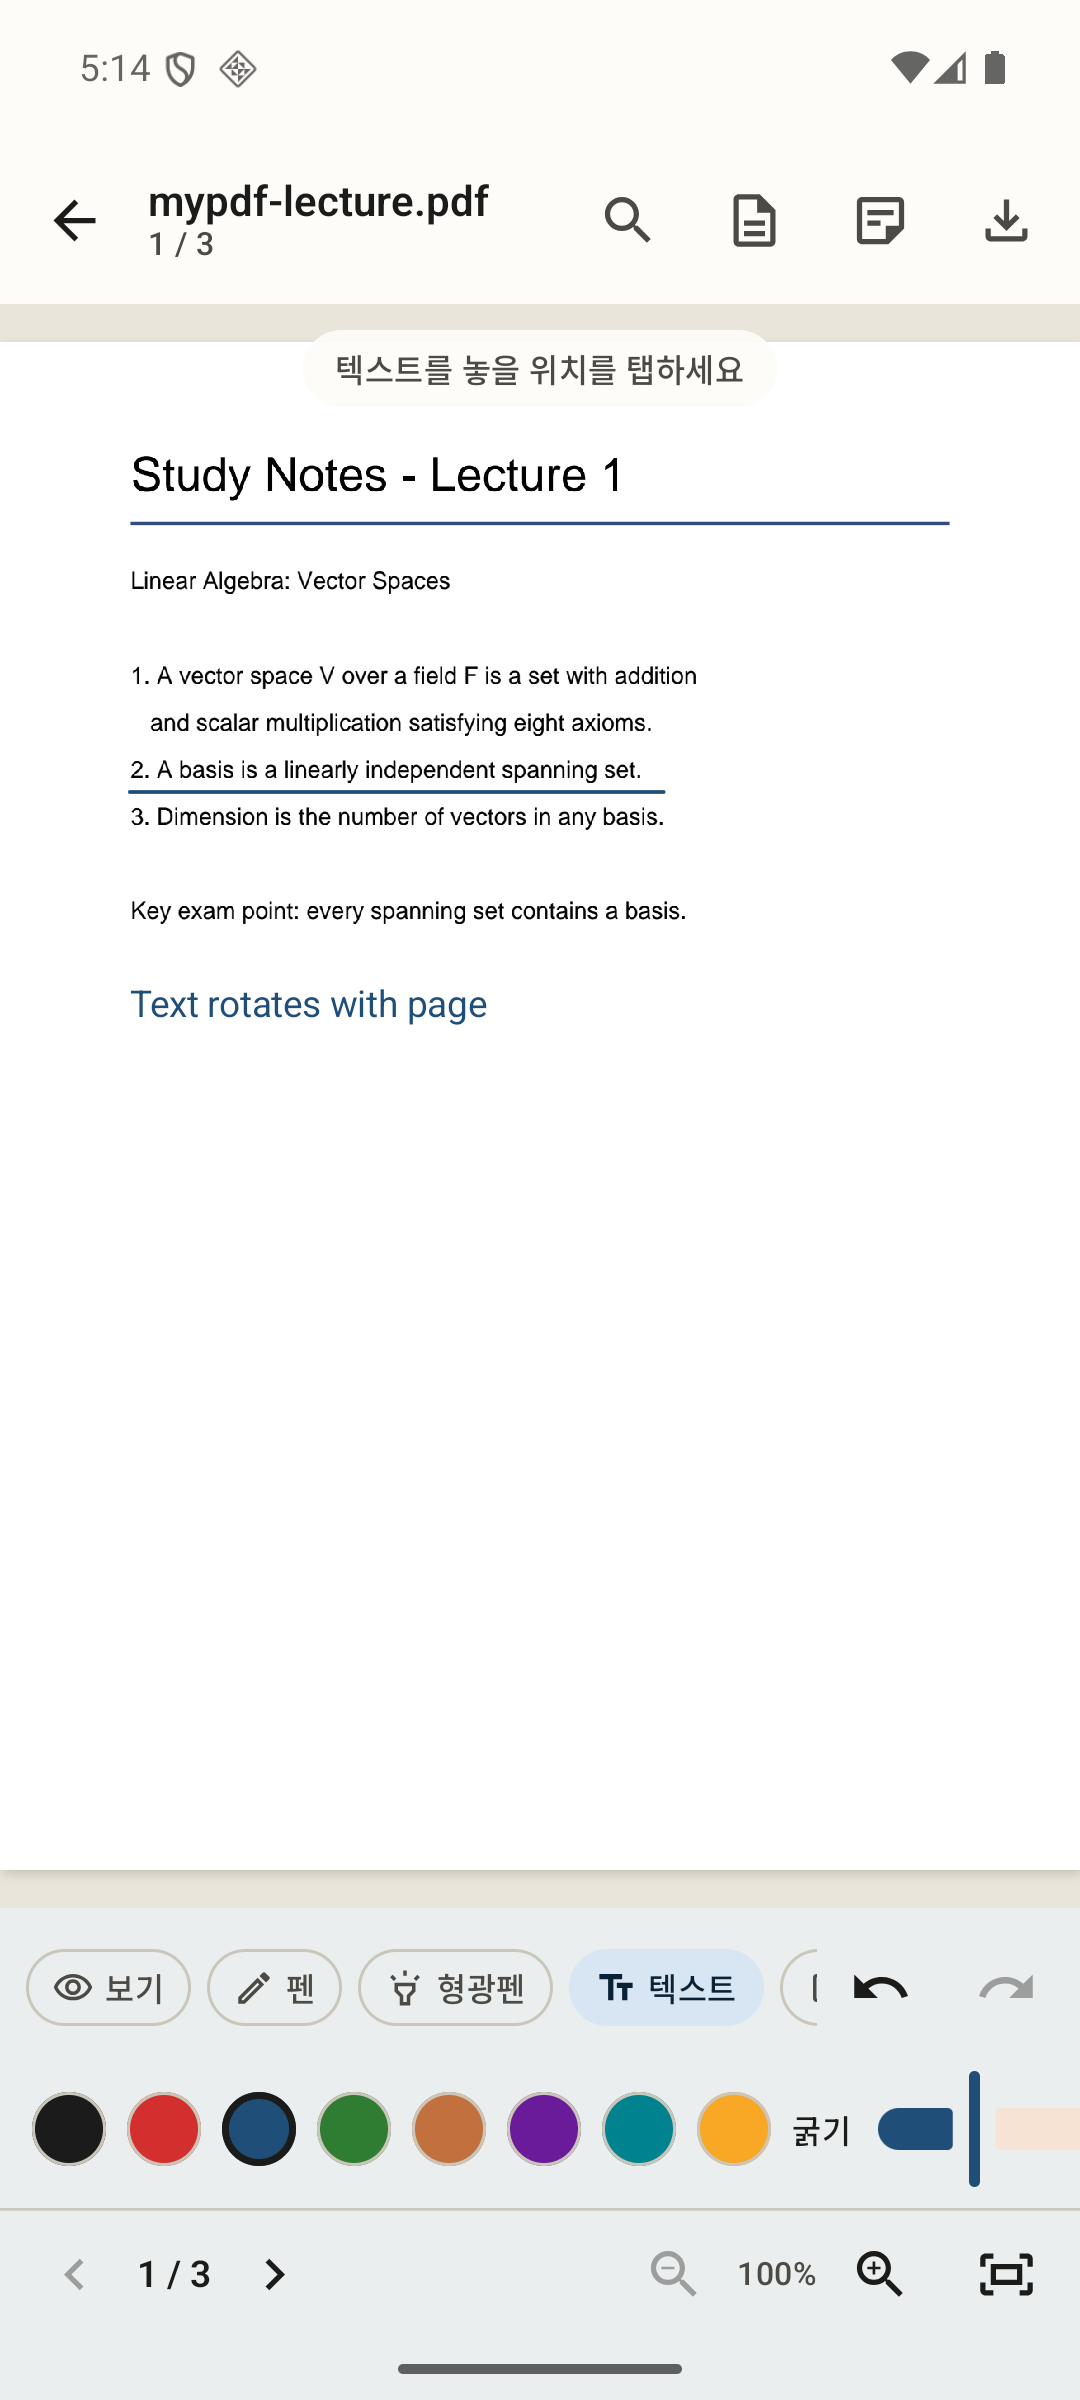 5:14
mypdf-lecture.pdf
1 / 3
텍스트를 놓을 위치를 탭하세요
Study Notes - Lecture 1
Linear Algebra: Vector Spaces
1. A vector space V over a field F is a set with addition
and scalar multiplication satisfying eight axioms.
2. A basis is a linearly independent spanning set.
3. Dimension is the number of vectors in any basis.
Key exam point: every spanning set contains a basis.
Text rotates with page
보기 펜 형광펜 Tт 텍스트
굵기
1 / 3 100%